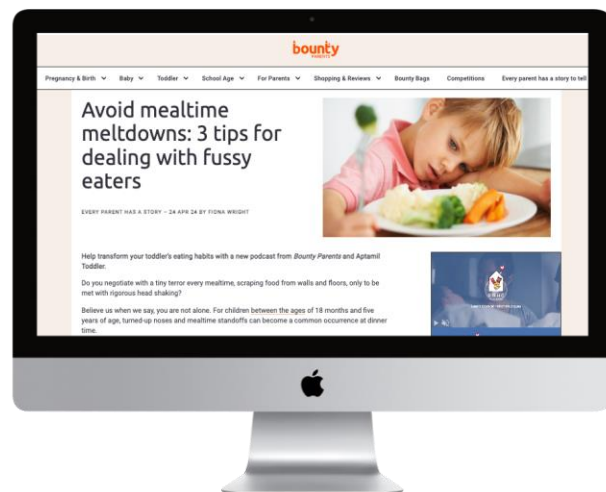 bounty
PARENTS
Pregnancy & Birth Baby Toddler School Age For Parents Shopping & Reviews Bounty Bags Competitions Every parent has a story to tell
Avoid mealtime
meltdowns: 3 tips for
dealing with fussy
eaters
EVERY PARENT HAS A STORY – 24 APR 24 BY FIONA WRIGHT
Help transform your toddler's eating habits with a new podcast from Bounty Parents and Aptamil
Toddler.
Do you negotiate with a tiny terror every mealtime, scraping food from walls and floors, only to be
met with rigorous head shaking?
Believe us when we say, you are not alone. For children between the ages of 18 months and five
years of age, turned-up noses and mealtime standoffs can become a common occurrence at dinner
time.